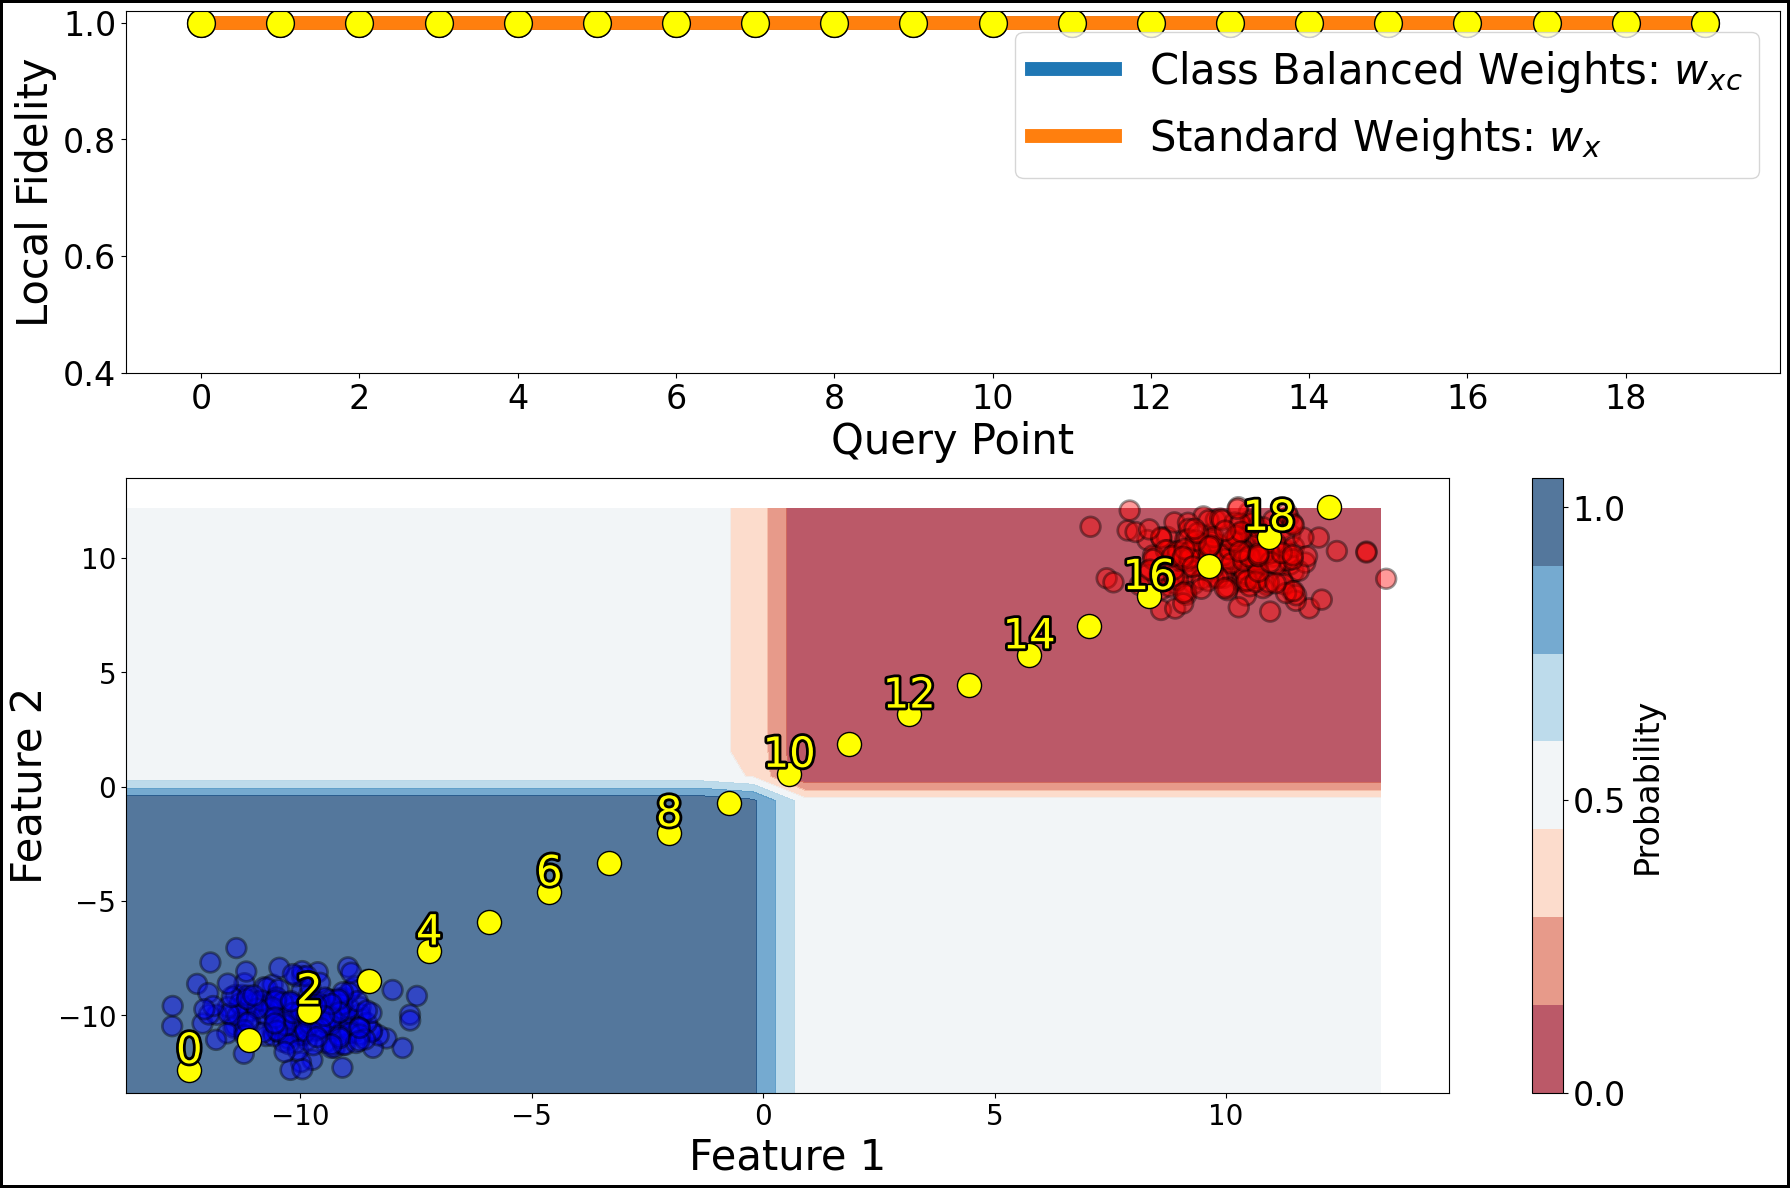 1.0
0.8
0.6
0.4
Local Fidelity
Class Balanced Weights: w_xc
Standard Weights: w_x
0 2 4 6 8 10 12 14 16 18
Query Point
10
5
0
−5
−10
Feature 2
0
2
4
6
8
10
12
14
16
18
−10 −5 0 5 10
Feature 1
1.0
0.5
0.0
Probability